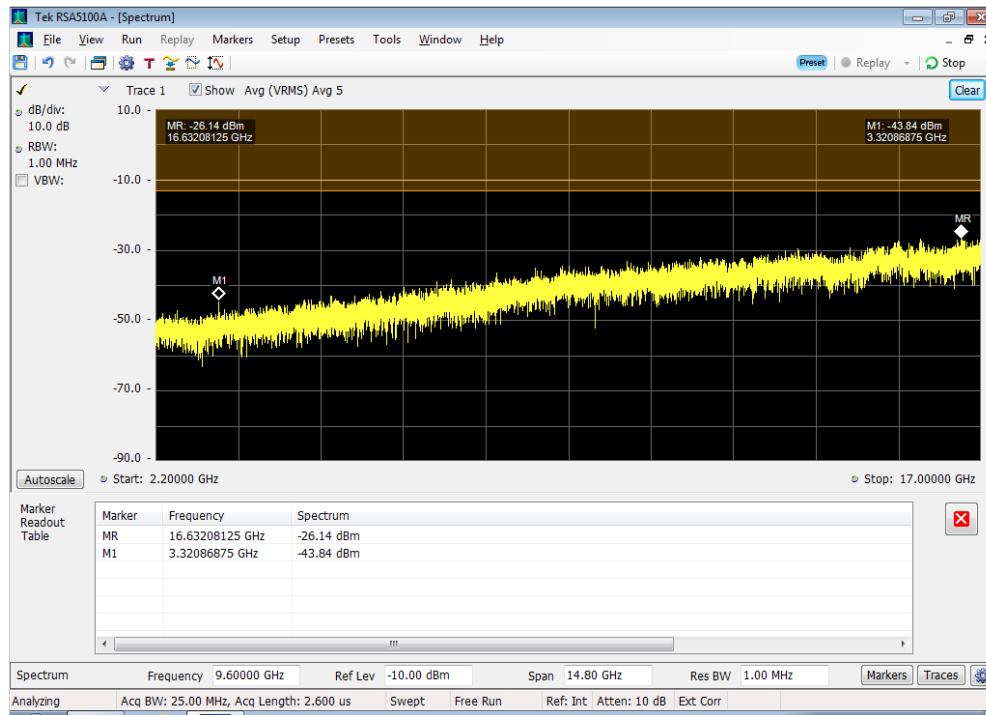 Tek RSA5100A - [Spectrum]
File View Run Replay Markers Setup Presets Tools Window Help
T Preset Replay Stop
Trace 1 Show Avg (VRMS) Avg 5 Clear
dB/div:
10.0 dB
RBW:
1.00 MHz
VBW:
10.0
-10.0
-30.0
-50.0
-70.0
-90.0
MR: -26.14 dBm
16.63208125 GHz
M1: -43.84 dBm
3.32086875 GHz
MR
M1
Autoscale Start: 2.20000 GHz Stop: 17.00000 GHz
Marker
Readout
Table
Marker Frequency Spectrum
MR 16.63208125 GHz -26.14 dBm
M1 3.32086875 GHz -43.84 dBm
Spectrum Frequency 9.60000 GHz Ref Lev -10.00 dBm Span 14.80 GHz Res BW 1.00 MHz Markers Traces
Analyzing Acq BW: 25.00 MHz, Acq Length: 2.600 us Swept Free Run Ref: Int Atten: 10 dB Ext Corr